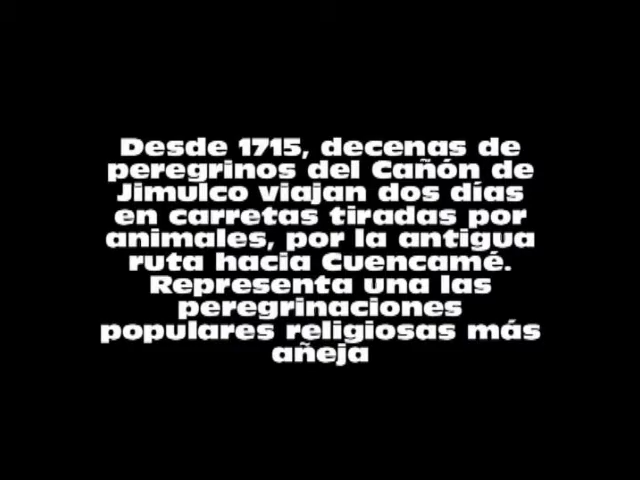 Desde 1715, decenas de
peregrinos del Cañón de
Jimulco viajan dos días
en carretas tiradas por
animales, por la antigua
ruta hacia Cuencamé.
Representa una las
peregrinaciones
populares religiosas más
añeja